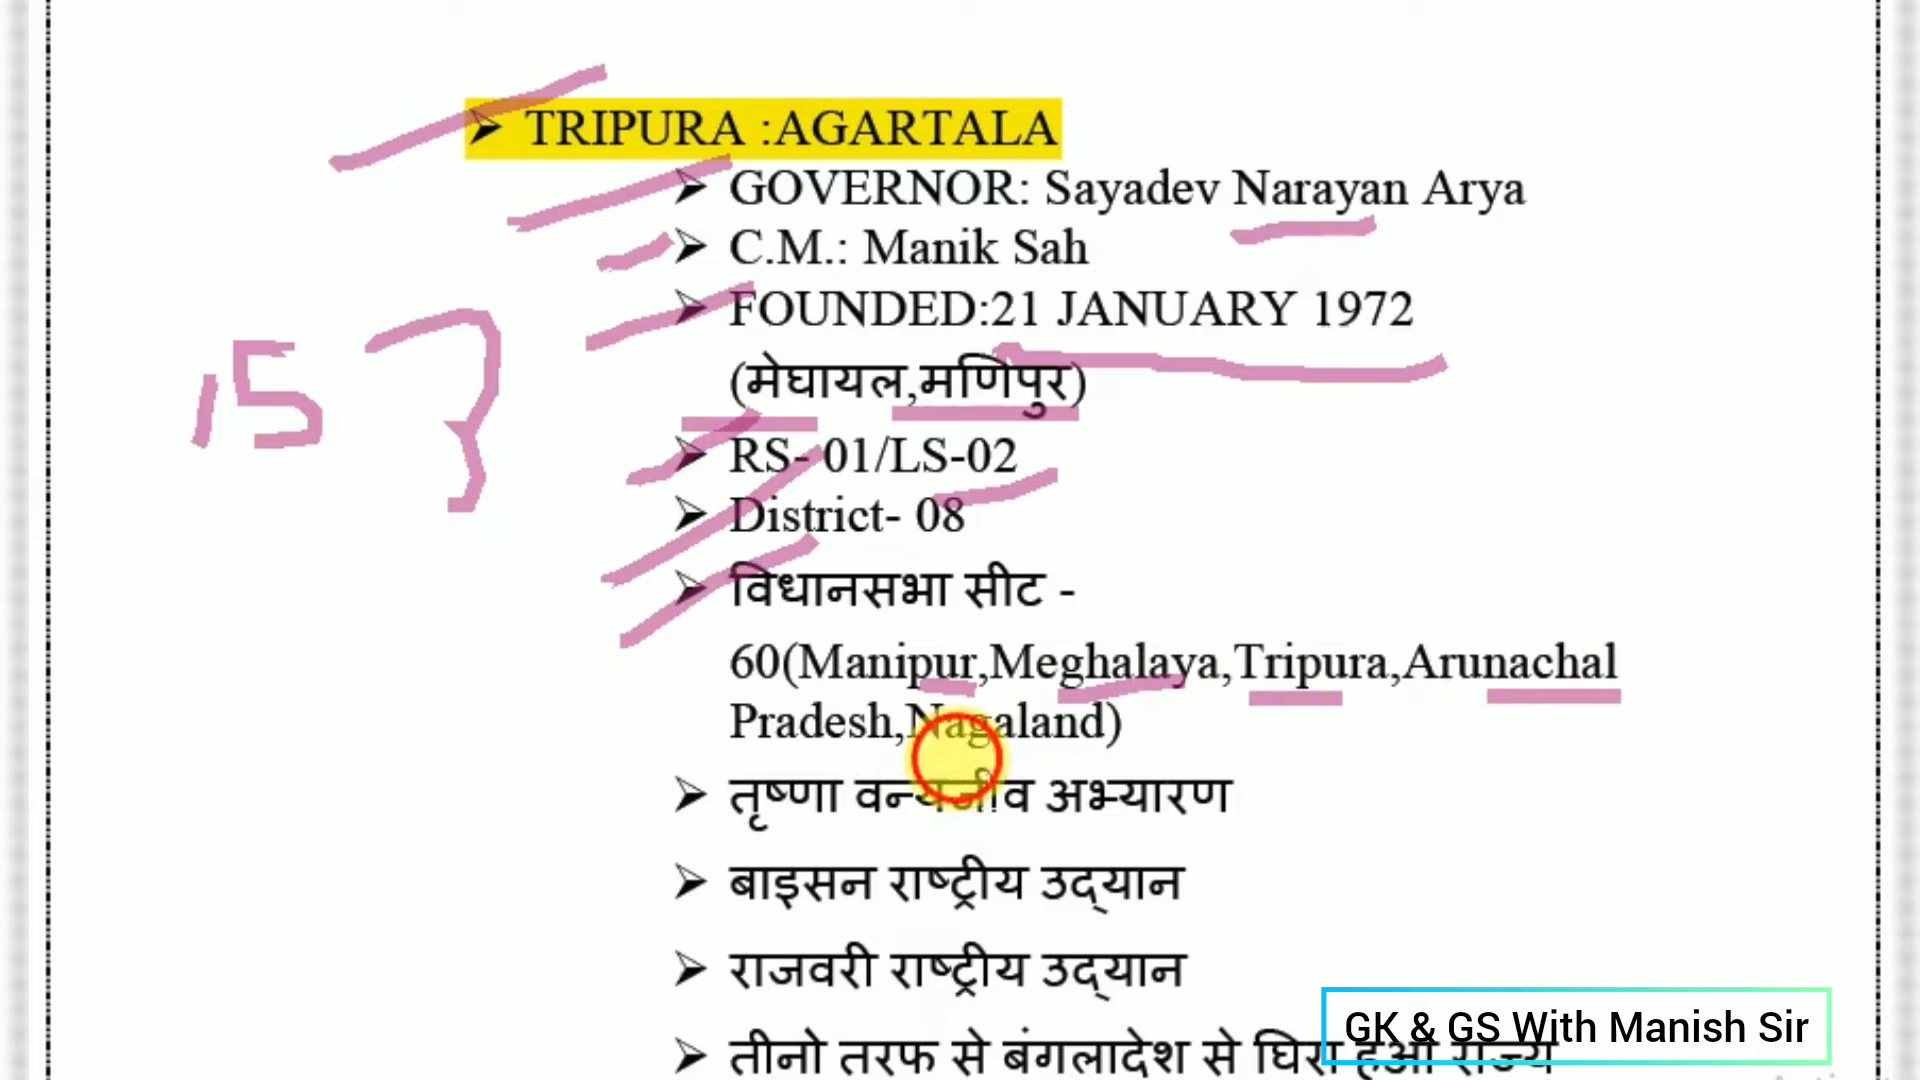 ➢ TRIPURA :AGARTALA
➢ GOVERNOR: Sayadev Narayan Arya
➢ C.M.: Manik Sah
➢ FOUNDED:21 JANUARY 1972
(मेघायल,मणिपुर)
15
➢ RS- 01/LS-02
➢ District- 08
➢ विधानसभा सीट -
60(Manipur,Meghalaya,Tripura,Arunachal
Pradesh,Nagaland)
➢ तृष्णा वन्यजीव अभ्यारण
➢ बाइसन राष्ट्रीय उद्यान
➢ राजवरी राष्ट्रीय उद्यान
➢ तीनो तरफ से बंगलादेश से घिरा हुआ राज्य
GK & GS With Manish Sir